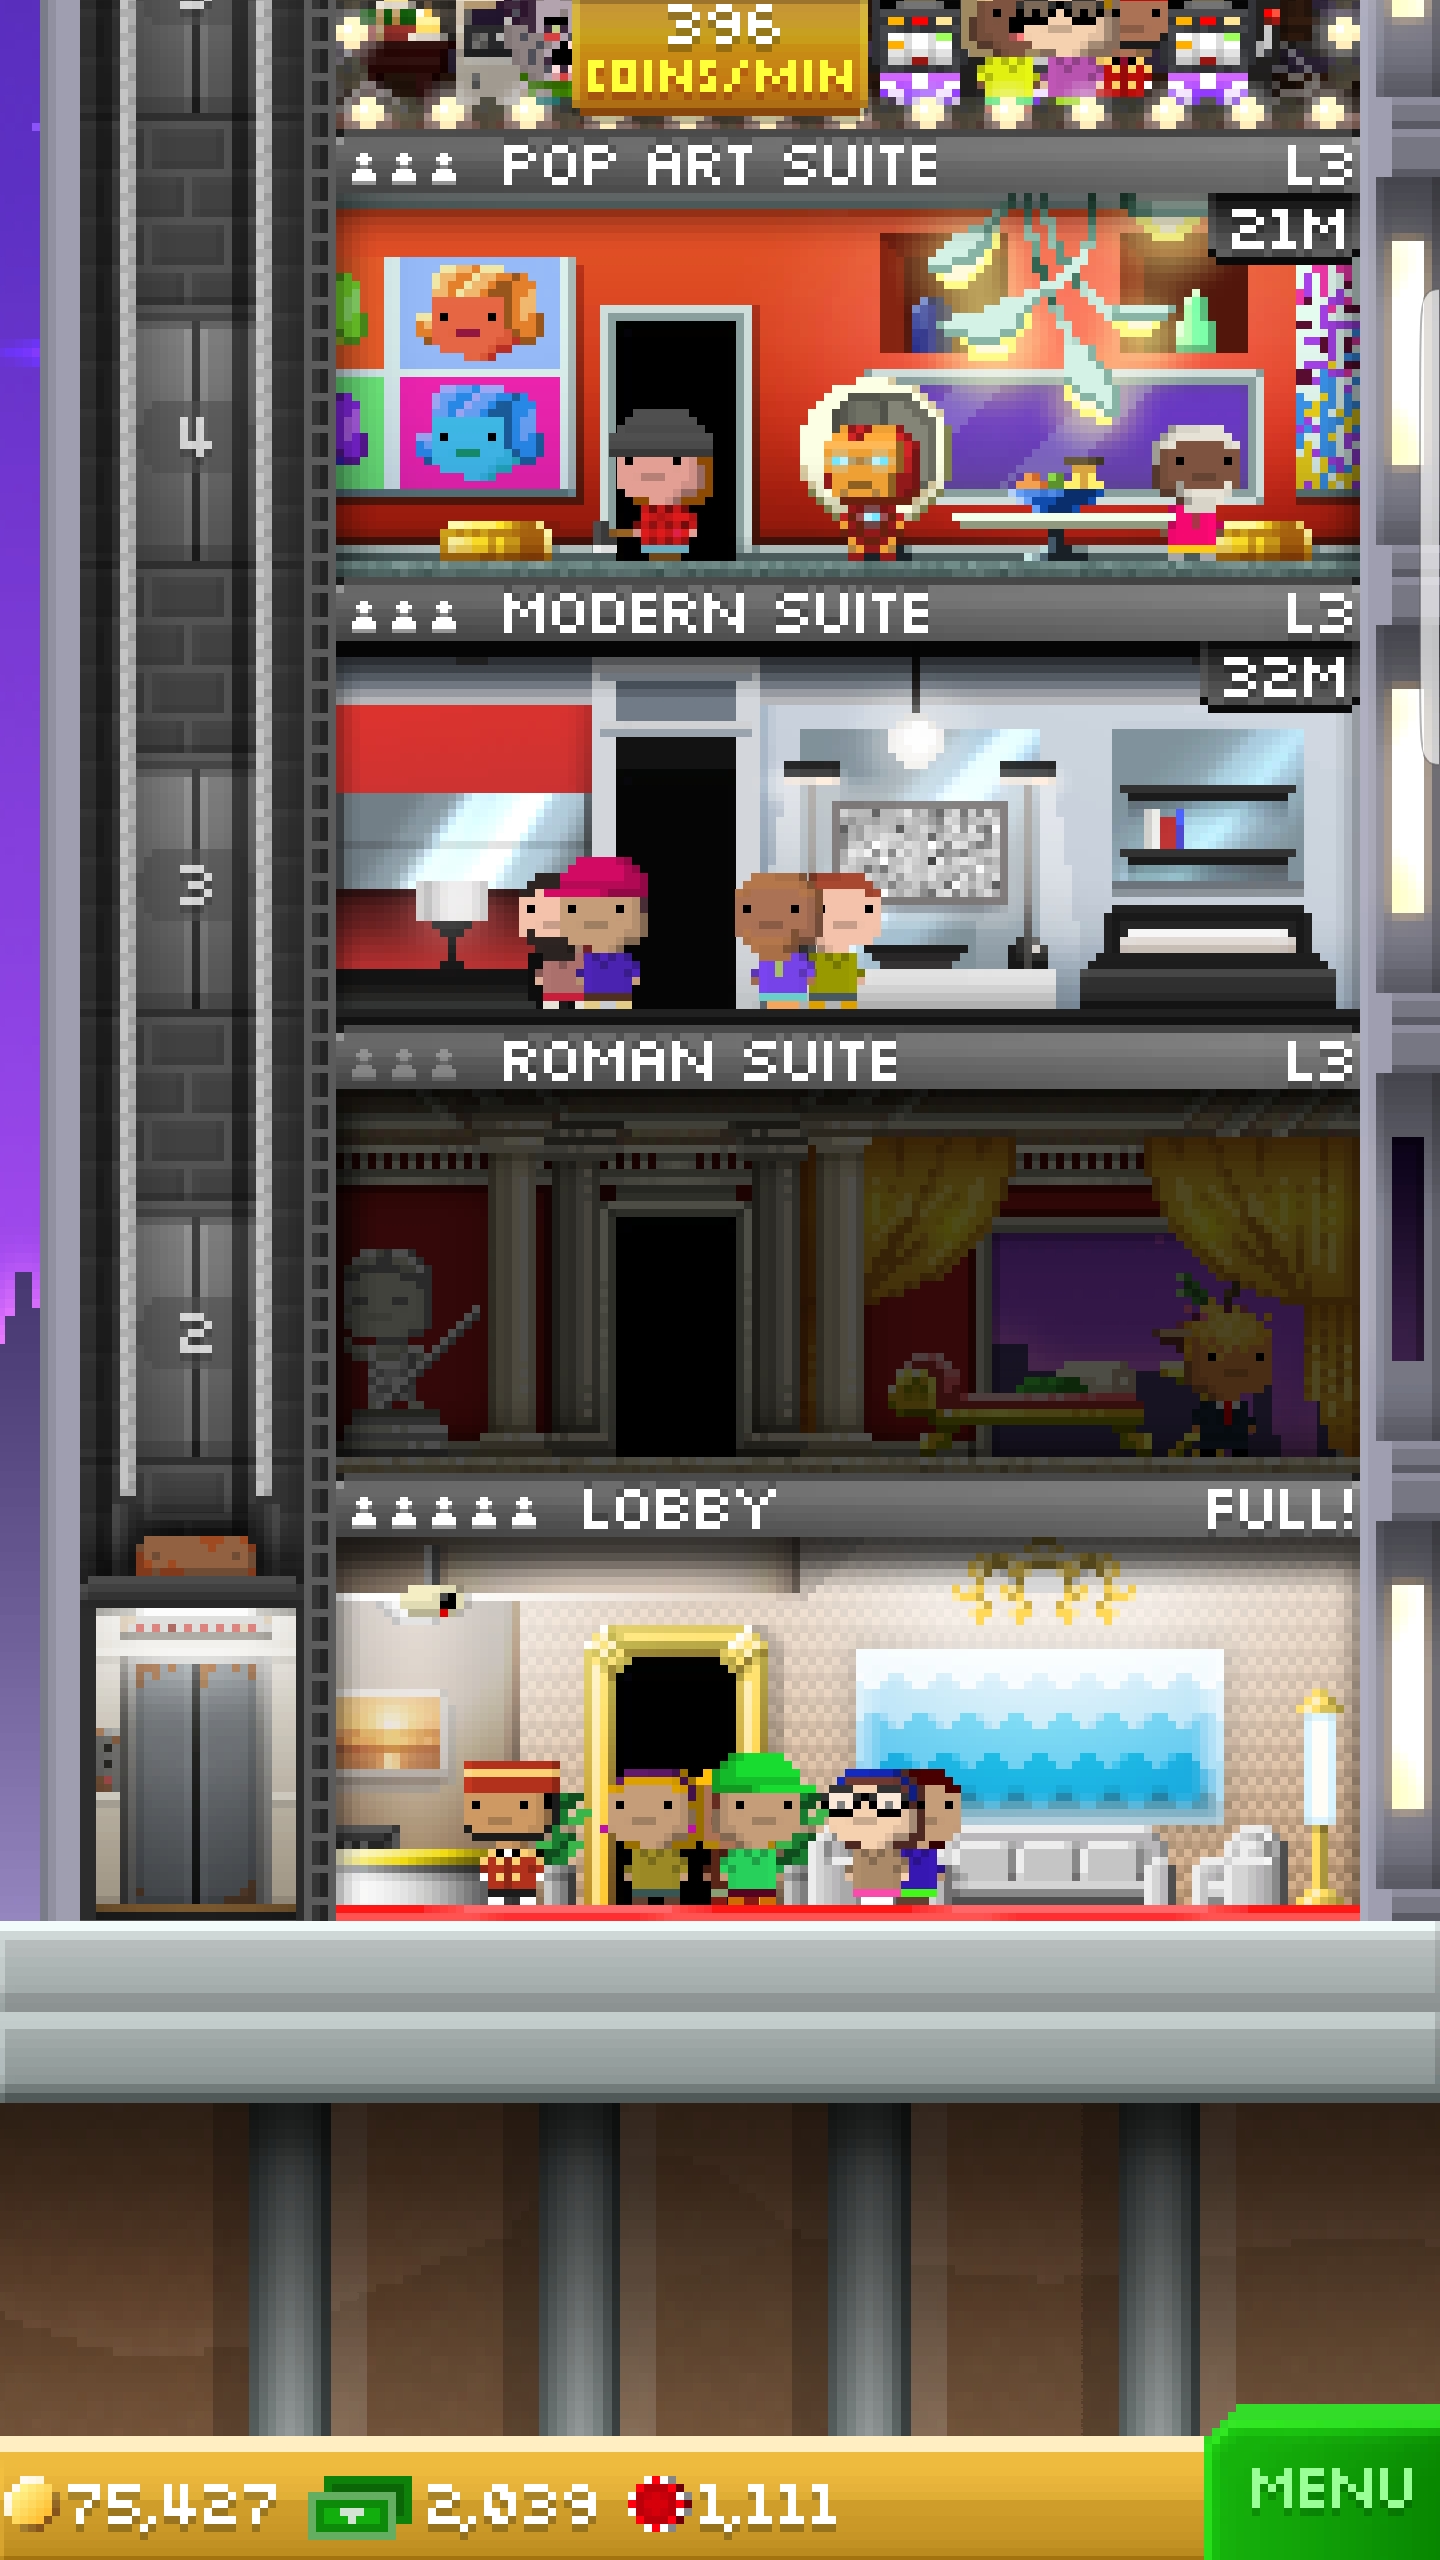 396
COINS/MIN
POP ART SUITE L3
21M
4
MODERN SUITE L3
32M
3
ROMAN SUITE L3
2
LOBBY FULL!
75,427 2,039 1,111
MENU